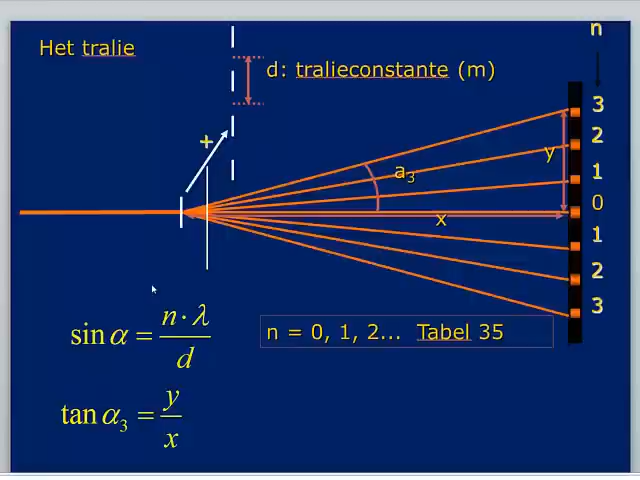 n
Het tralie
d: tralieconstante (m)
3
+
2
y
a₃
1
0
x
1
2
3
sin α = n · λ / d
n = 0, 1, 2... Tabel 35
tan α₃ = y / x